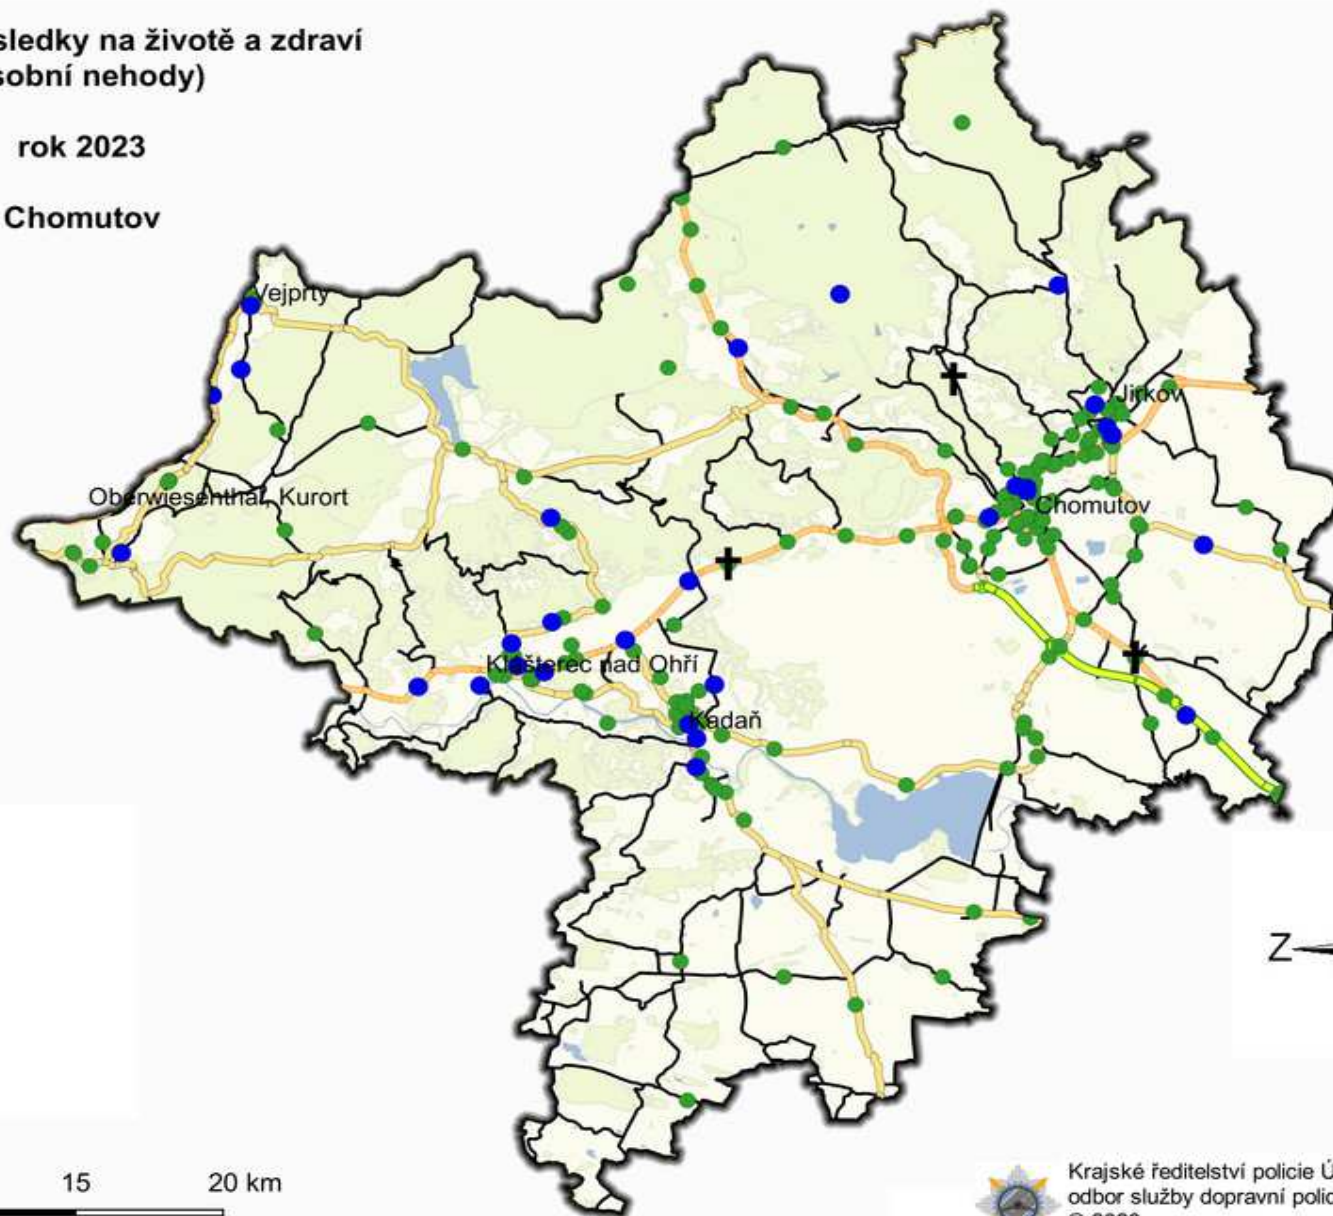 sledky na životě a zdraví
sobní nehody)
rok 2023
Chomutov
Vejprty
Jirkov
Oberwiesenthal, Kurort
Chomutov
Klášterec nad Ohří
Kadaň
Z
15 20 km
Krajské ředitelství policie Ú
odbor služby dopravní polic